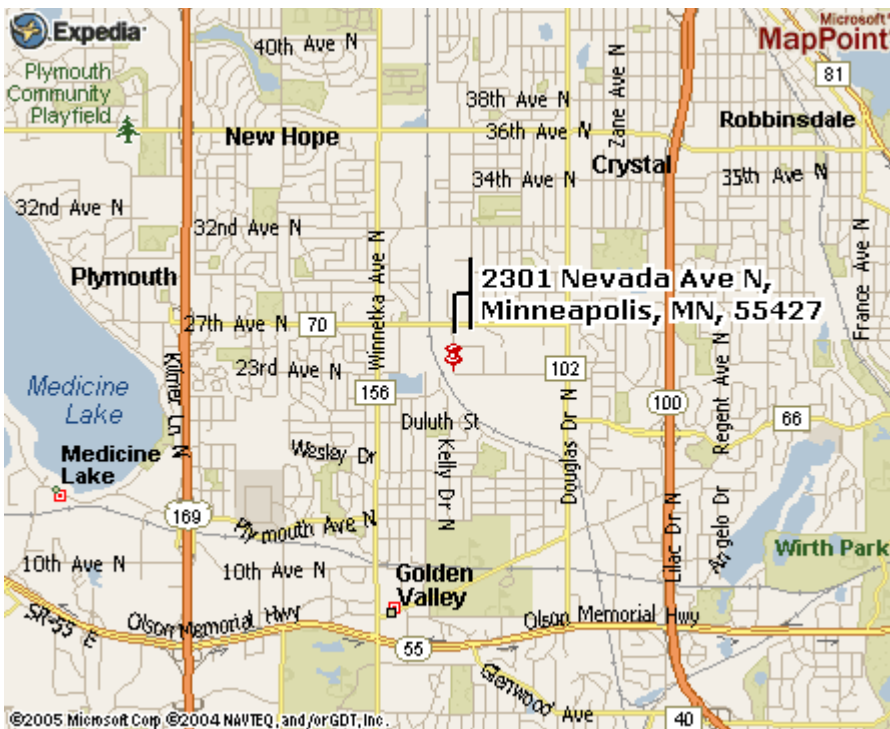 Expedia
Microsoft
MapPoint
40th Ave N
Plymouth
Community
Playfield
81
38th Ave N
Zane Ave N
Robbinsdale
New Hope
36th Ave N
Crystal
34th Ave N
35th Ave N
32nd Ave N
32nd Ave N
Plymouth
Winnetka Ave N
France Ave N
2301 Nevada Ave N,
Minneapolis, MN, 55427
27th Ave N
70
23rd Ave N
102
Kilmer Ln N
156
100
Regent Ave N
66
Medicine
Lake
Duluth St
Medicine
Lake
Wesley Dr
Kelly Dr N
Douglas Dr N
169
Plymouth Ave N
Angelo Dr
Lilac Dr N
Wirth Park
10th Ave N
10th Ave N
Golden
Valley
SR-55 E
Olson Memorial Hwy
Olson Memorial Hwy
55
Glenwood Ave
40
©2005 Microsoft Corp ©2004 NAVTEQ, and/or GDT, Inc.